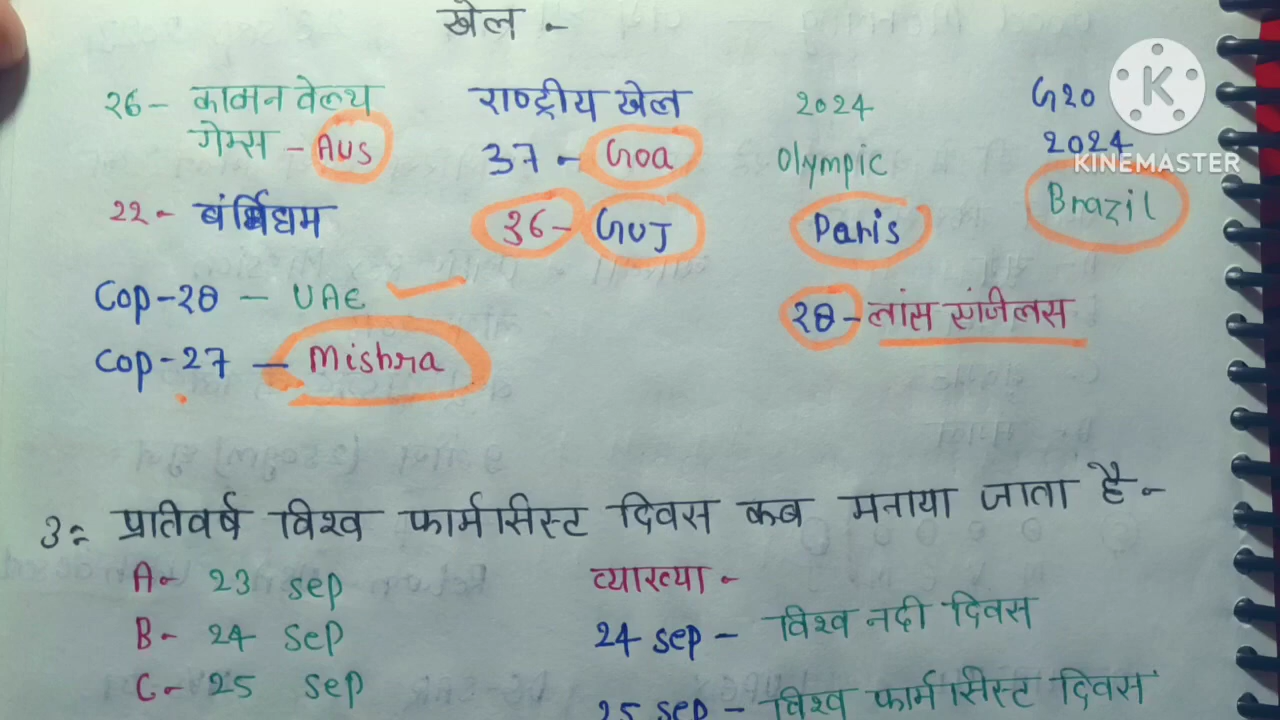 खेल -
26- कामन वेल्थ
गेम्स - AUS
22- बर्मिंघम
राष्ट्रीय खेल
37 - Goa
36- GUJ
2024
Olympic
Paris
28- लांस एंजिलस
G20
2024
Brazil
K
KINEMASTER
Cop-28 - UAE
Cop-27 - Mishra
3:- प्रतिवर्ष विश्व फार्मासिस्ट दिवस कब मनाया जाता है -
A- 23 sep
B- 24 sep
C- 25 sep
व्याख्या -
24 sep - विश्व नदी दिवस
25 sep - विश्व फार्मासिस्ट दिवस